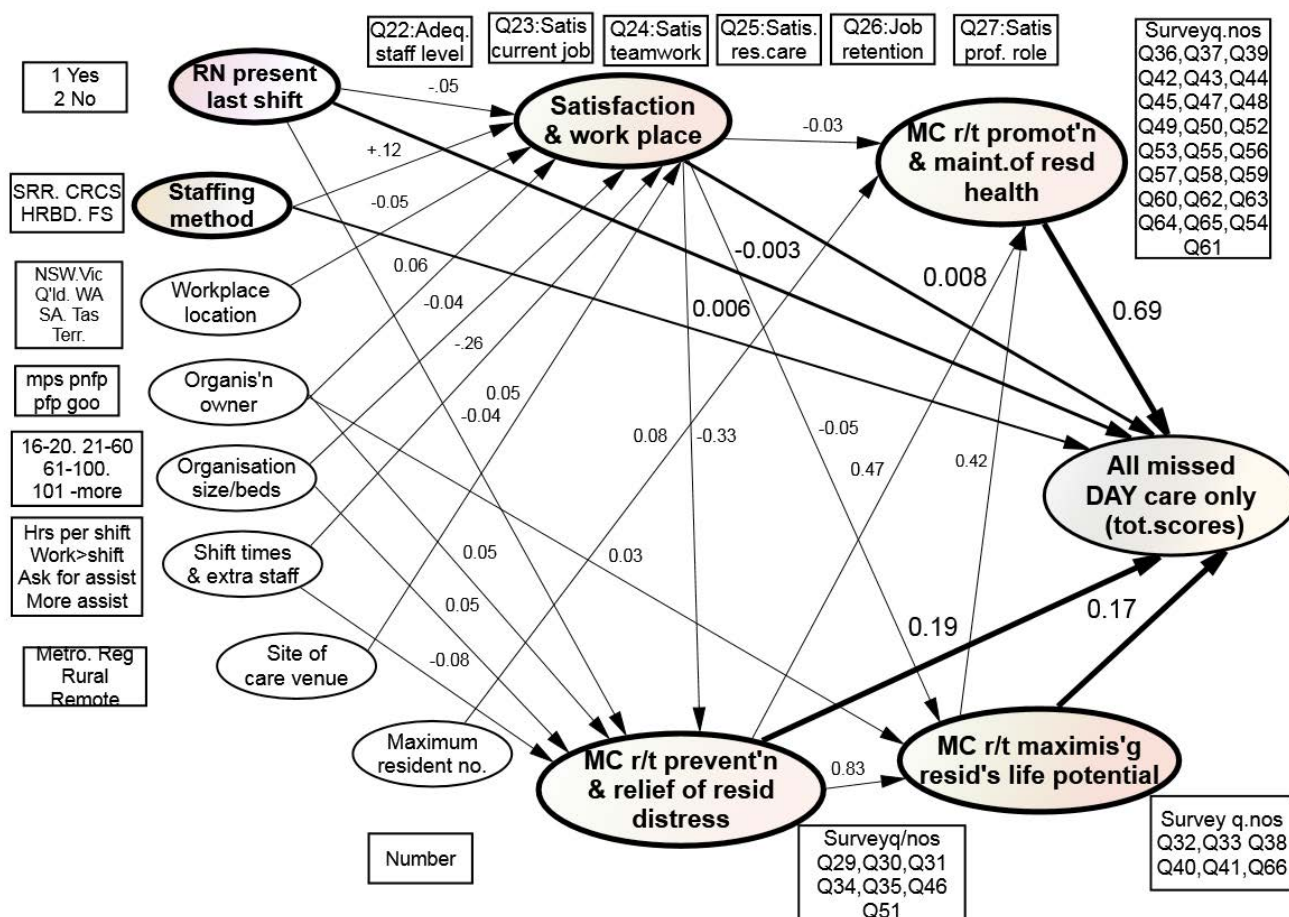 Q22:Adeq.
staff level
Q23:Satis
current job
Q24:Satis
teamwork
Q25:Satis.
res.care
Q26:Job
retention
Q27:Satis
prof. role
Surveyq.nos
Q36,Q37,Q39
Q42,Q43,Q44
Q45,Q47,Q48
Q49,Q50,Q52
Q53,Q55,Q56
Q57,Q58,Q59
Q60,Q62,Q63
Q64,Q65,Q54
Q61
1 Yes
2 No
RN present
last shift
-.05
Satisfaction
& work place
-0.03
MC r/t promot'n
& maint.of resd
health
+.12
SRR. CRCS
HRBD. FS
Staffing
method
-0.05
NSW.Vic
Q'ld. WA
SA. Tas
Terr.
Workplace
location
0.06
-0.04
-.26
-0.003
0.008
0.006
0.69
mps pnfp
pfp goo
Organis'n
owner
0.05
-0.04
0.08
-0.33
-0.05
0.47
0.42
16-20. 21-60
61-100.
101 -more
Organisation
size/beds
All missed
DAY care only
(tot.scores)
Hrs per shift
Work>shift
Ask for assist
More assist
Shift times
& extra staff
0.05
0.03
0.05
0.19
0.17
Metro. Reg
Rural
Remote
Site of
care venue
-0.08
Maximum
resident no.
MC r/t prevent'n
& relief of resid
distress
0.83
MC r/t maximis'g
resid's life potential
Number
Surveyq/nos
Q29,Q30,Q31
Q34,Q35,Q46
Q51
Survey q.nos
Q32,Q33 Q38
Q40,Q41,Q66